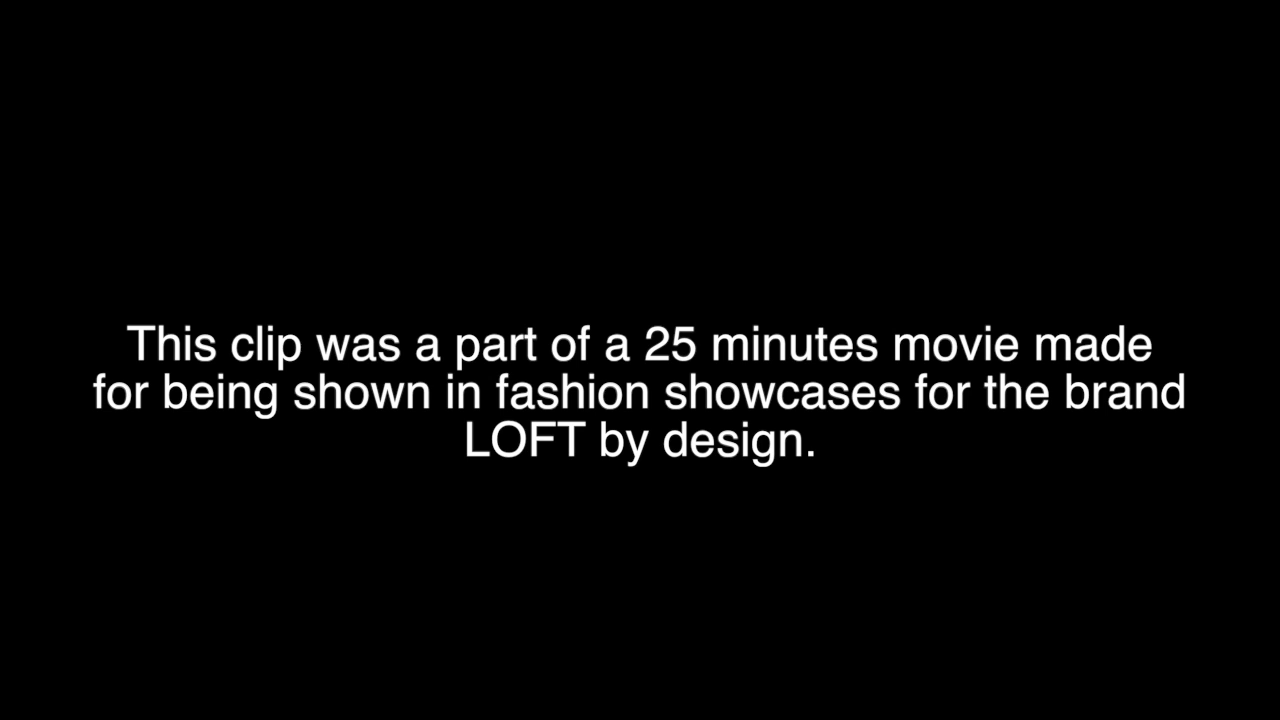 This clip was a part of a 25 minutes movie made
for being shown in fashion showcases for the brand
LOFT by design.